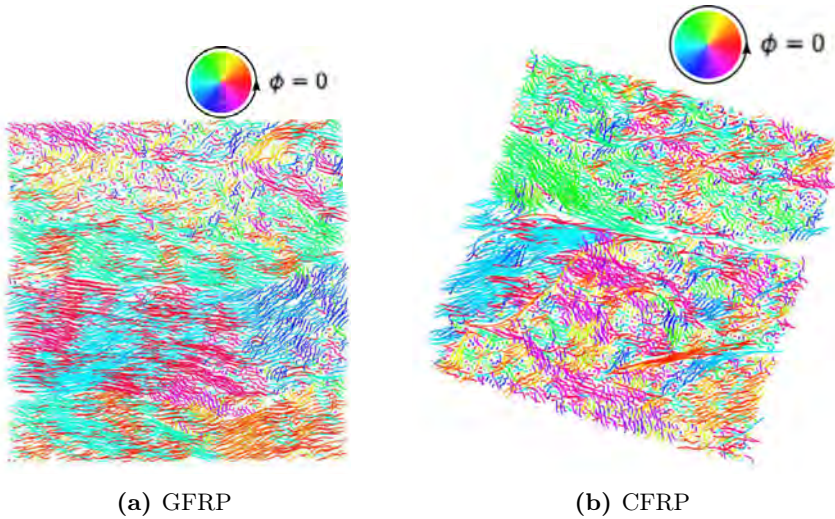 ϕ = 0
ϕ = 0
(a) GFRP
(b) CFRP